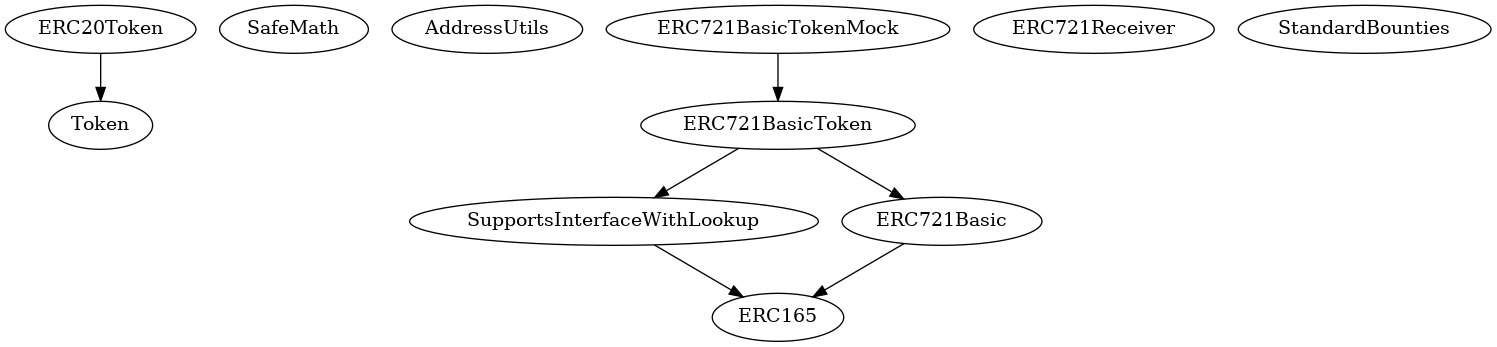 ERC20Token
SafeMath
AddressUtils
ERC721BasicTokenMock
ERC721Receiver
StandardBounties
Token
ERC721BasicToken
SupportsInterfaceWithLookup
ERC721Basic
ERC165